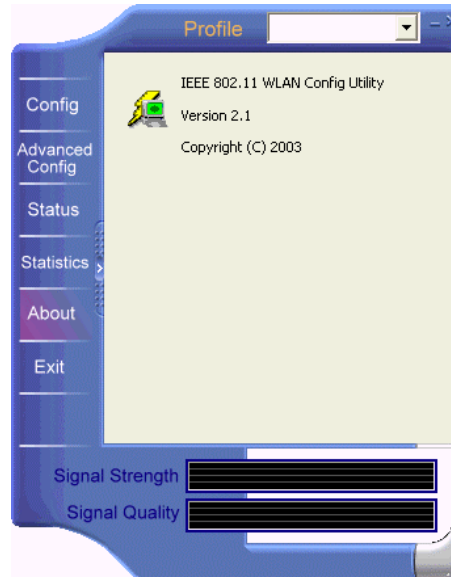 Profile
IEEE 802.11 WLAN Config Utility
Version 2.1
Copyright (C) 2003
Config
Advanced
Config
Status
Statistics
About
Exit
Signal Strength
Signal Quality